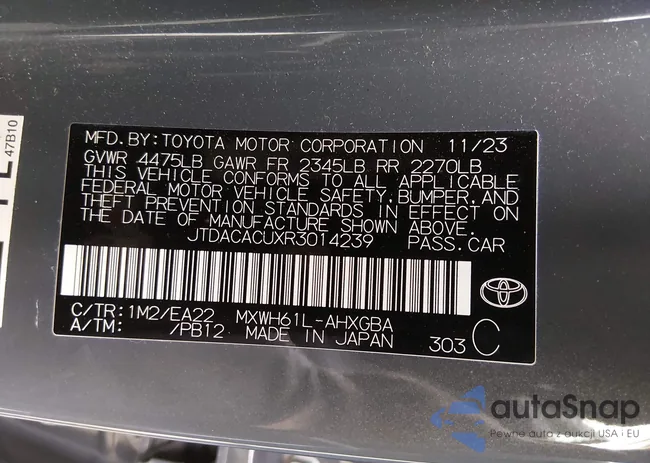 47B10
MFD.BY:TOYOTA MOTOR CORPORATION 11/23
GVWR 4475LB GAWR FR 2345LB RR 2270LB
THIS VEHICLE CONFORMS TO ALL APPLICABLE
FEDERAL MOTOR VEHICLE SAFETY,BUMPER,AND
THEFT PREVENTION STANDARDS IN EFFECT ON
THE DATE OF MANUFACTURE SHOWN ABOVE.
JTDACACUXR3014239 PASS.CAR
C/TR:1M2/EA22 MXWH61L-AHXGBA
A/TM: /PB12 MADE IN JAPAN 303 C
autoSnap
Pewne auta z aukcji USA i EU